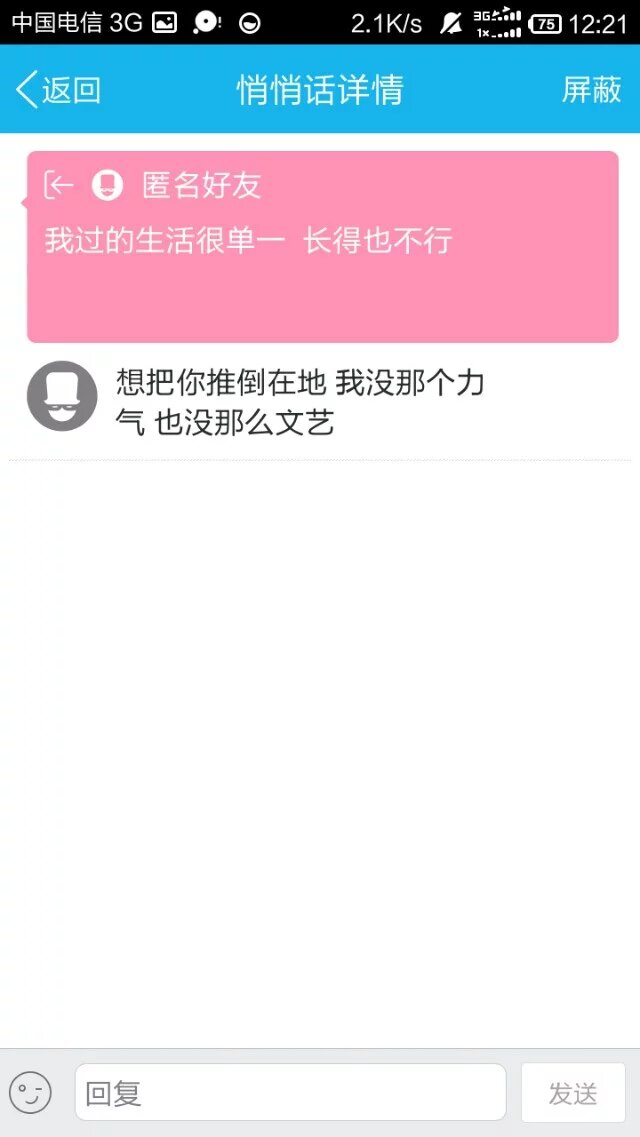 中国电信 3G 2.1K/s 3G 1x 75 12:21
返回 悄悄话详情 屏蔽
匿名好友
我过的生活很单一 长得也不行
想把你推倒在地 我没那个力
气 也没那么文艺
回复 发送